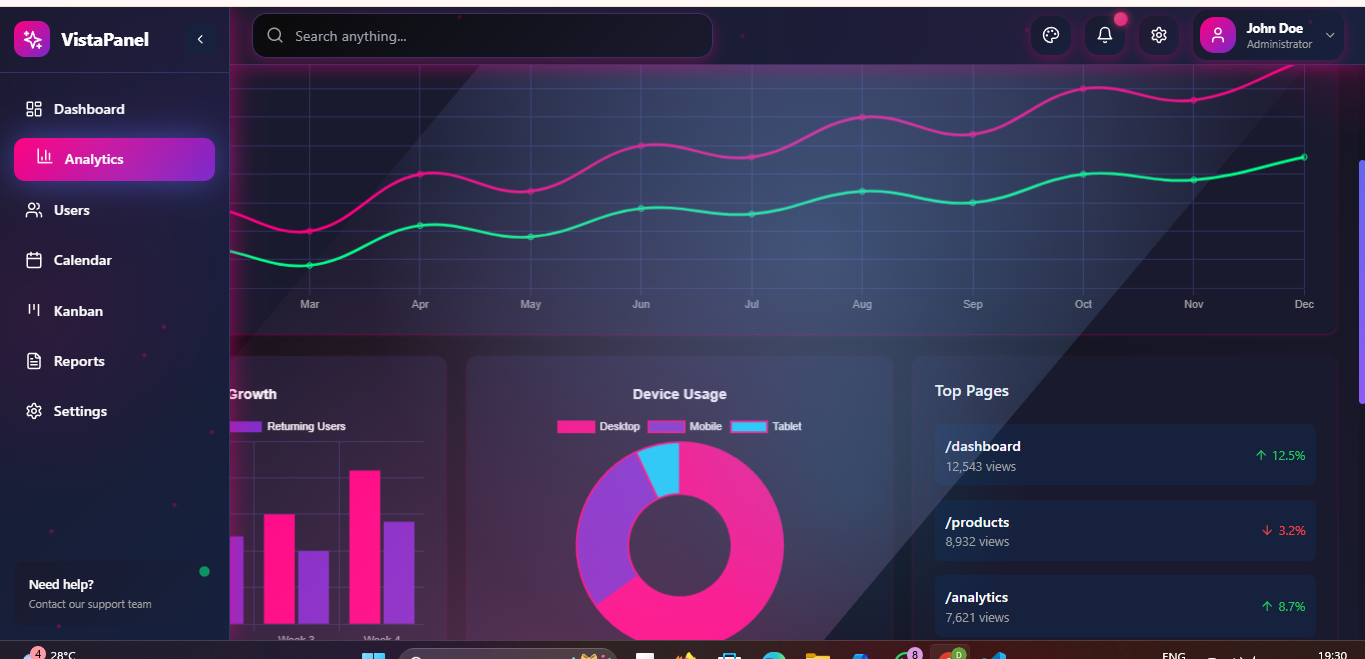 VistaPanel
Search anything...
John Doe
Administrator
Dashboard
Analytics
Users
Calendar
Kanban
Reports
Settings
Need help?
Contact our support team
Mar Apr May Jun Jul Aug Sep Oct Nov Dec
Growth
Returning Users
Week 3 Week 4
Device Usage
Desktop Mobile Tablet
Top Pages
/dashboard
12,543 views
12.5%
/products
8,932 views
3.2%
/analytics
7,621 views
8.7%
4
28°C
8
D
ENG
19:30